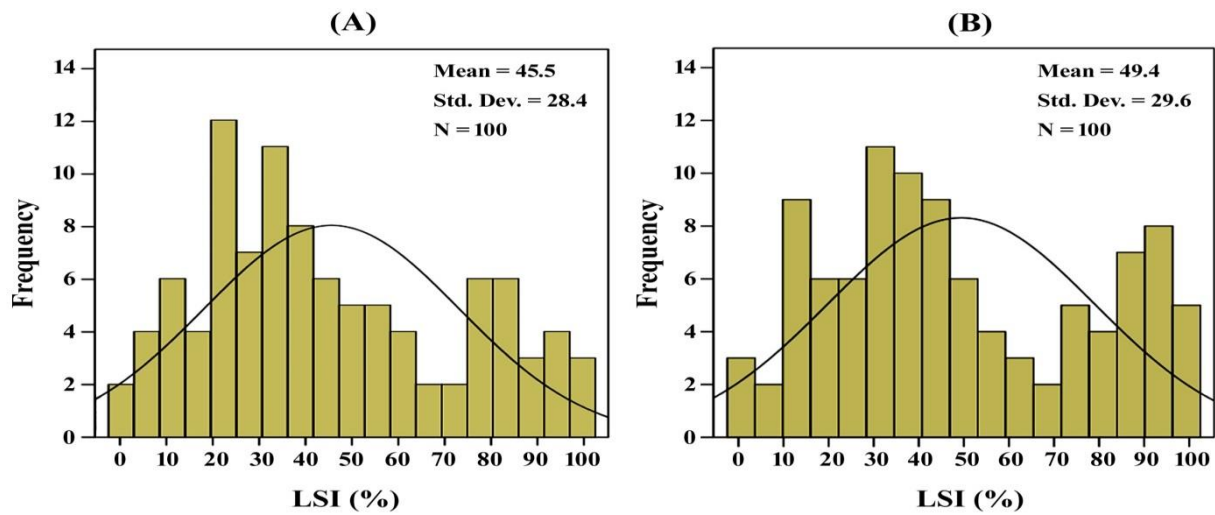 (A)
Mean = 45.5
Std. Dev. = 28.4
N = 100
14
12
10
8
6
4
2
0
Frequency
0 10 20 30 40 50 60 70 80 90 100
LSI (%)
(B)
Mean = 49.4
Std. Dev. = 29.6
N = 100
14
12
10
8
6
4
2
0
Frequency
0 10 20 30 40 50 60 70 80 90 100
LSI (%)